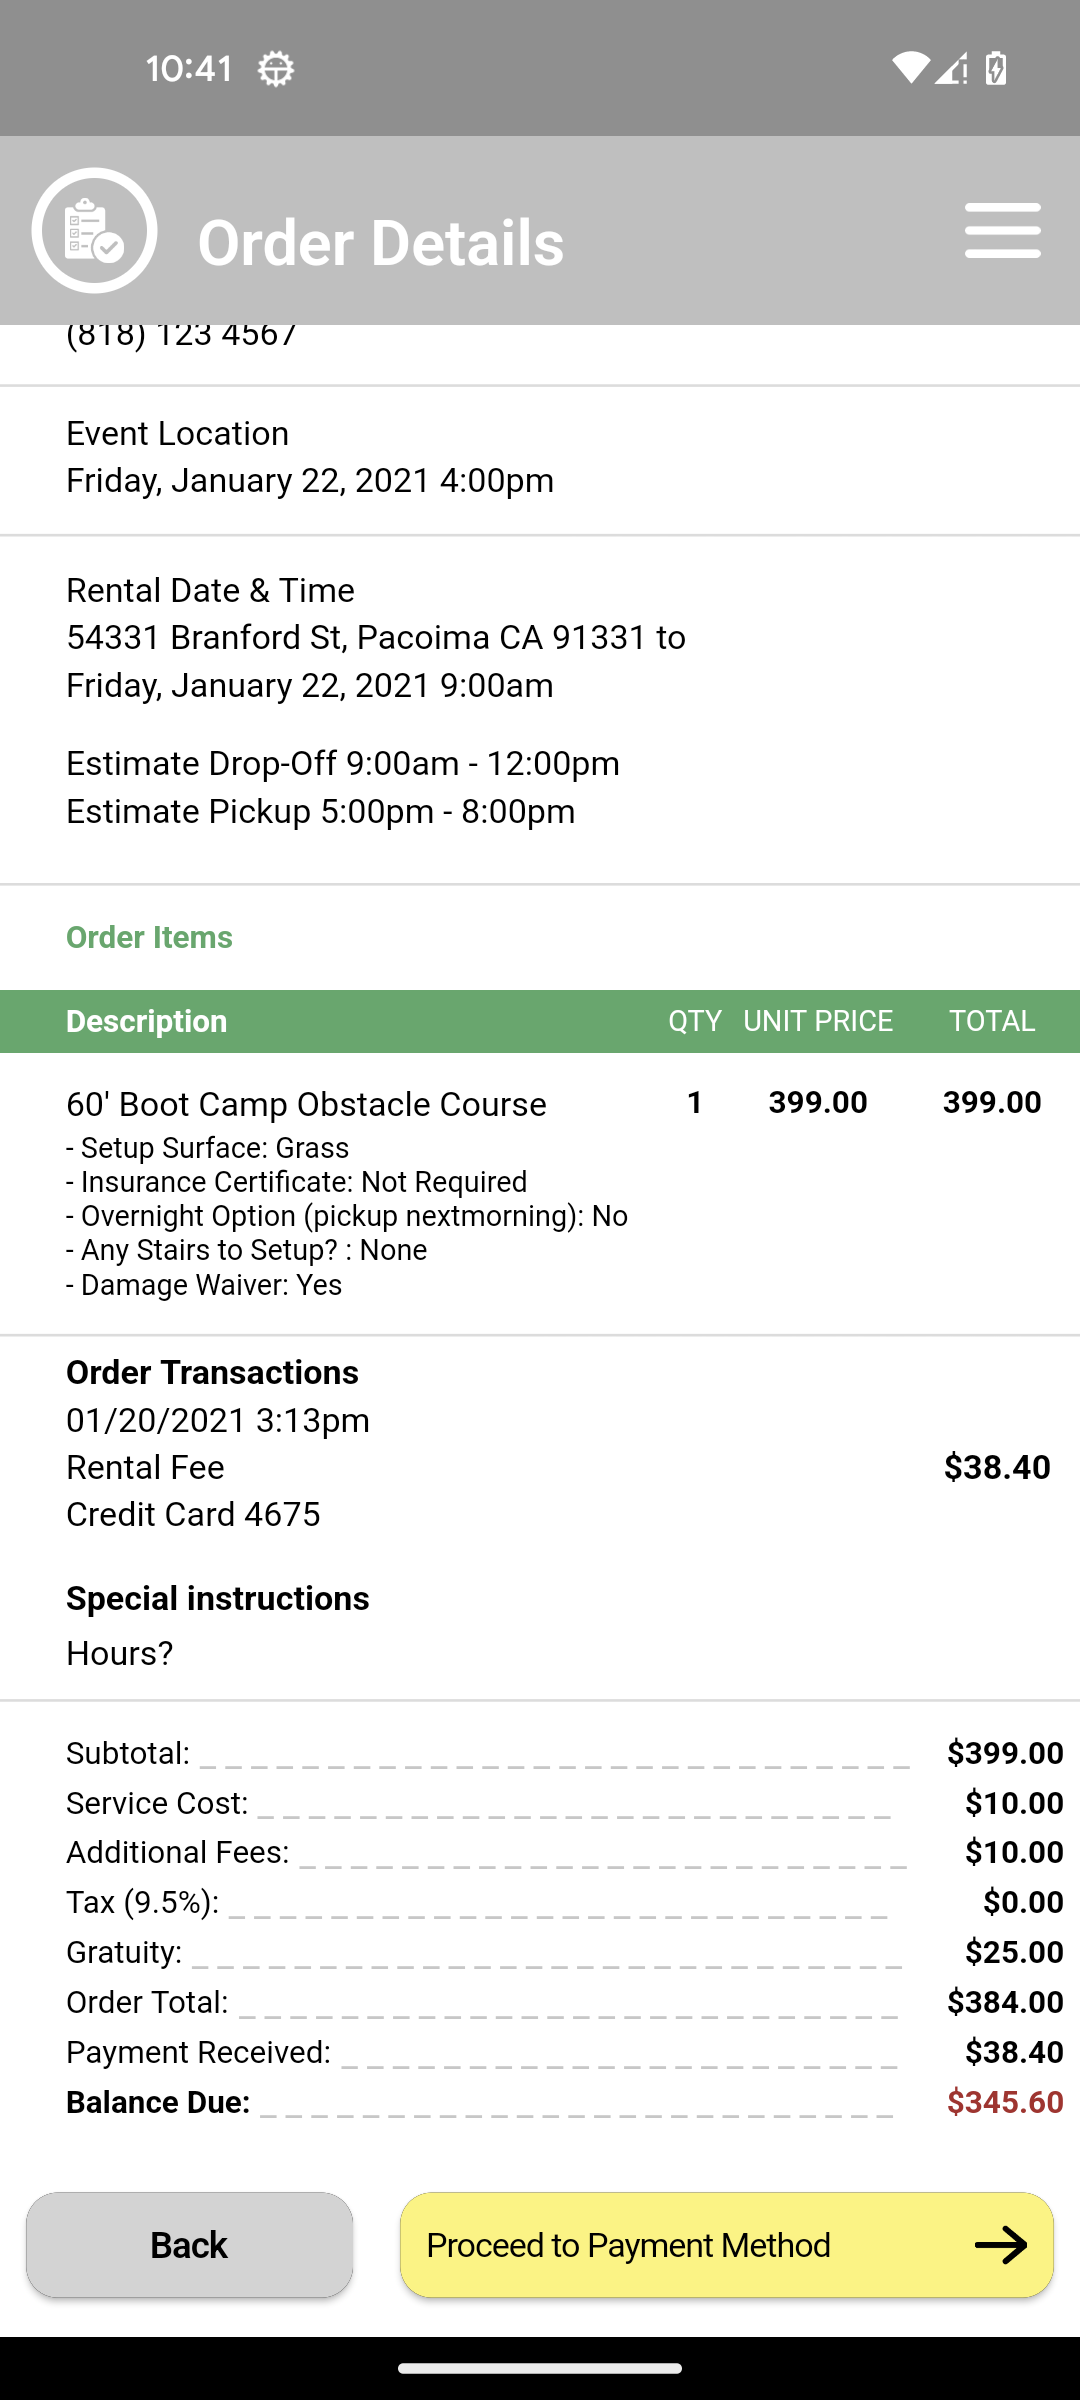 10:41
Order Details
(818) 123 4567
Event Location
Friday, January 22, 2021 4:00pm
Rental Date & Time
54331 Branford St, Pacoima CA 91331 to
Friday, January 22, 2021 9:00am
Estimate Drop-Off 9:00am - 12:00pm
Estimate Pickup 5:00pm - 8:00pm
Order Items
Description QTY UNIT PRICE TOTAL
60' Boot Camp Obstacle Course 1 399.00 399.00
- Setup Surface: Grass
- Insurance Certificate: Not Required
- Overnight Option (pickup nextmorning): No
- Any Stairs to Setup? : None
- Damage Waiver: Yes
Order Transactions
01/20/2021 3:13pm
Rental Fee $38.40
Credit Card 4675
Special instructions
Hours?
Subtotal: $399.00
Service Cost: $10.00
Additional Fees: $10.00
Tax (9.5%): $0.00
Gratuity: $25.00
Order Total: $384.00
Payment Received: $38.40
Balance Due: $345.60
Back Proceed to Payment Method